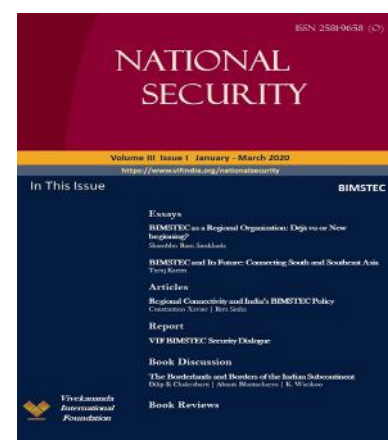 ISSN 2581-9658 (O)
NATIONAL
SECURITY
Volume III Issue I January - March 2020
https://www.vifindia.org/nationalsecurity
In This Issue
BIMSTEC
Essays
BIMSTEC as a Regional Organization: Déjà vo or New
beginning?
Shambhu Ram Simkhada
BIMSTEC and Its Future: Connecting South and Southeast Asia
Tariq Karim
Articles
Regional Connectivity and India's BIMSTEC Policy
Constantino Xavier | Riya Sinha
Report
VIF BIMSTEC Security Dialogue
Book Discussion
The Borderlands and Borders of the Indian Subcontinent
Dilip K Chakrabarti | Abanti Bhattacharya | K. Warikoo
Book Reviews
Vivekananda
International
Foundation